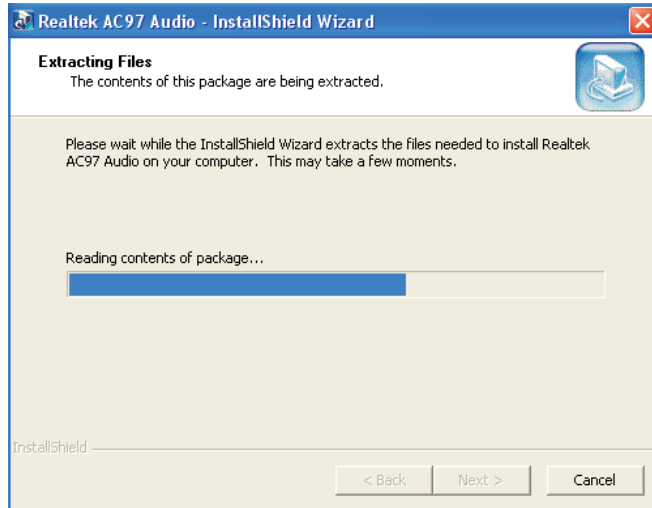 Realtek AC97 Audio - InstallShield Wizard
Extracting Files
The contents of this package are being extracted.
Please wait while the InstallShield Wizard extracts the files needed to install Realtek
AC97 Audio on your computer.  This may take a few moments.
Reading contents of package...
InstallShield
< Back
Next >
Cancel